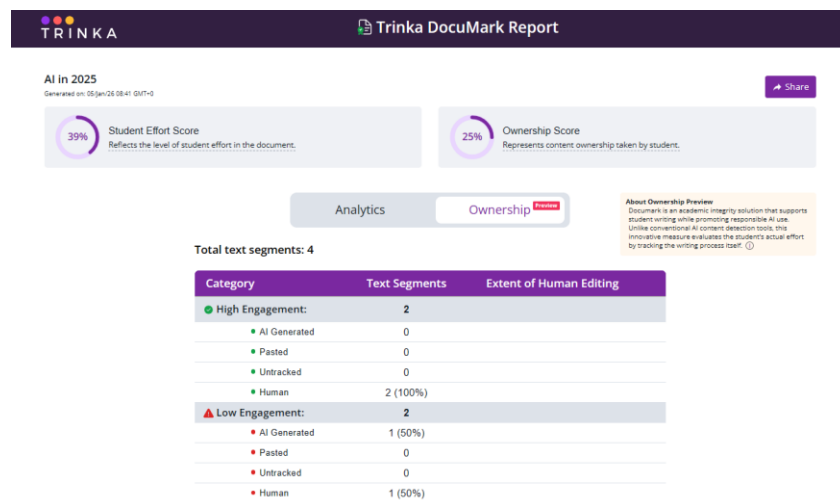 TRINKA
Trinka DocuMark Report
AI in 2025
Generated on: 05/Jan/26 08:41 GMT+0
Share
39%
Student Effort Score
Reflects the level of student effort in the document.
25%
Ownership Score
Represents content ownership taken by student.
Analytics
Ownership Preview
About Ownership Preview
Documark is an academic integrity solution that supports
student writing while promoting responsible AI use.
Unlike conventional AI content detection tools, this
innovative measure evaluates the student's actual effort
by tracking the writing process itself.
Total text segments: 4
Category Text Segments Extent of Human Editing
High Engagement: 2
AI Generated 0
Pasted 0
Untracked 0
Human 2 (100%)
Low Engagement: 2
AI Generated 1 (50%)
Pasted 0
Untracked 0
Human 1 (50%)